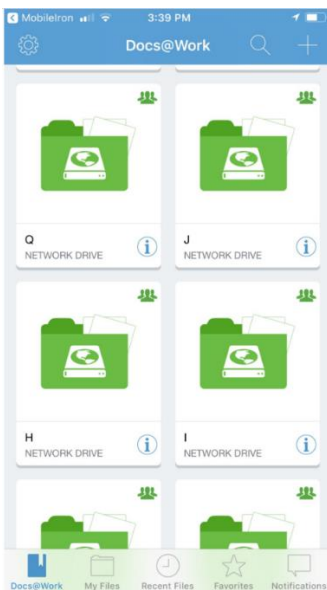 MobileIron 3:39 PM
Docs@Work
Q J
NETWORK DRIVE NETWORK DRIVE
H I
NETWORK DRIVE NETWORK DRIVE
Docs@Work My Files Recent Files Favorites Notifications